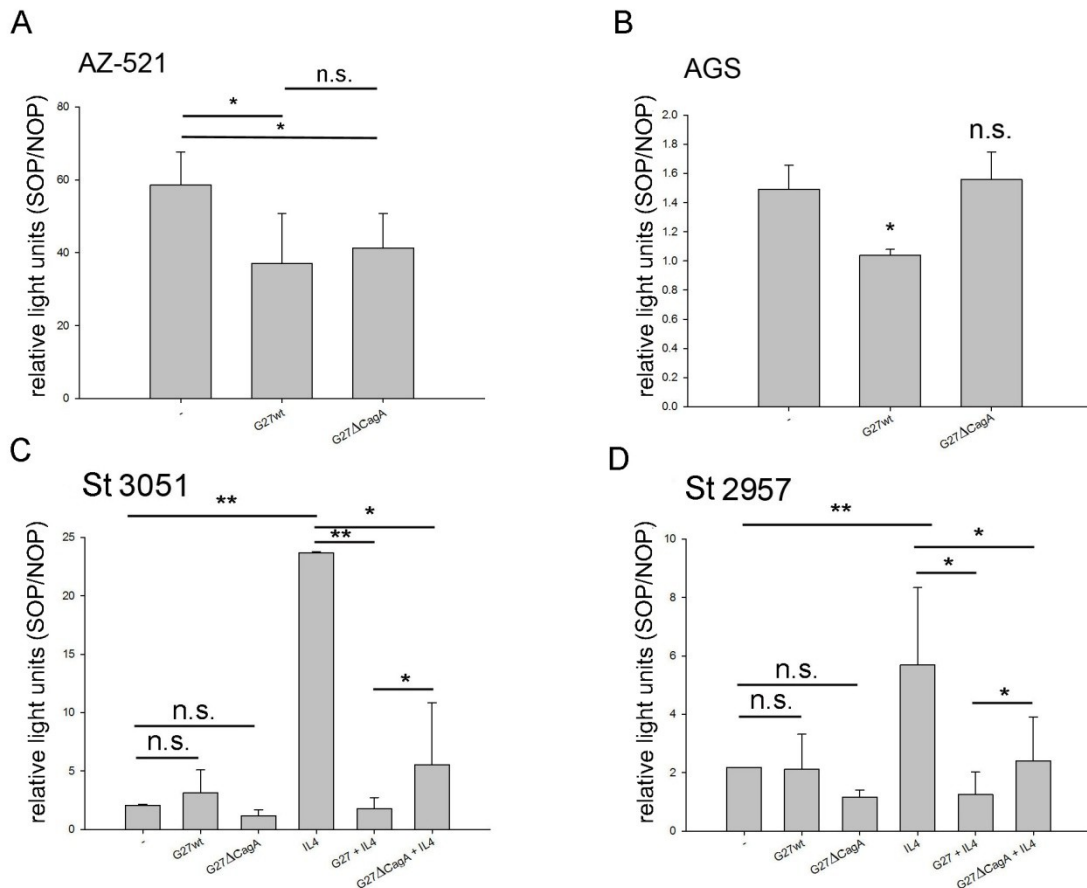 A
AZ-521
n.s.
*
*
relative light units (SOP/NOP)
80
60
40
20
0
-
G27wt
G27ΔCagA
B
AGS
n.s.
*
relative light units (SOP/NOP)
2.0
1.8
1.6
1.4
1.2
1.0
0.8
0.6
0.4
0.2
0.0
-
G27wt
G27ΔCagA
C
St 3051
**
*
**
*
n.s.
n.s.
relative light units (SOP/NOP)
25
20
15
10
5
0
-
G27wt
G27ΔCagA
IL4
G27 + IL4
G27ΔCagA + IL4
D
St 2957
**
*
*
*
n.s.
n.s.
relative light units (SOP/NOP)
10
8
6
4
2
0
-
G27wt
G27ΔCagA
IL4
G27 + IL4
G27ΔCagA + IL4